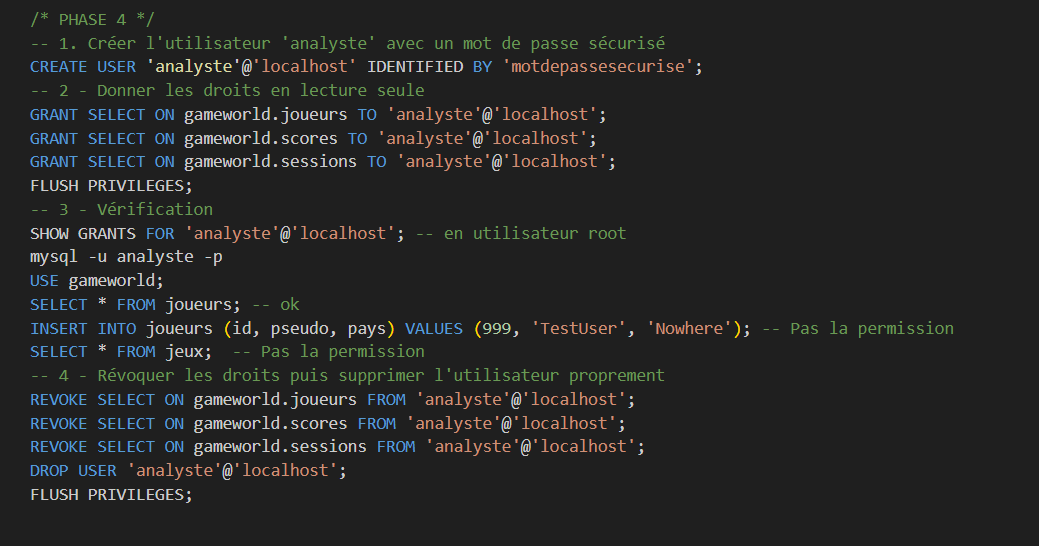 /* PHASE 4 */
-- 1. Créer l'utilisateur 'analyste' avec un mot de passe sécurisé
CREATE USER 'analyste'@'localhost' IDENTIFIED BY 'motdepassesecurise';
-- 2 - Donner les droits en lecture seule
GRANT SELECT ON gameworld.joueurs TO 'analyste'@'localhost';
GRANT SELECT ON gameworld.scores TO 'analyste'@'localhost';
GRANT SELECT ON gameworld.sessions TO 'analyste'@'localhost';
FLUSH PRIVILEGES;
-- 3 - Vérification
SHOW GRANTS FOR 'analyste'@'localhost'; -- en utilisateur root
mysql -u analyste -p
USE gameworld;
SELECT * FROM joueurs; -- ok
INSERT INTO joueurs (id, pseudo, pays) VALUES (999, 'TestUser', 'Nowhere'); -- Pas la permission
SELECT * FROM jeux;  -- Pas la permission
-- 4 - Révoquer les droits puis supprimer l'utilisateur proprement
REVOKE SELECT ON gameworld.joueurs FROM 'analyste'@'localhost';
REVOKE SELECT ON gameworld.scores FROM 'analyste'@'localhost';
REVOKE SELECT ON gameworld.sessions FROM 'analyste'@'localhost';
DROP USER 'analyste'@'localhost';
FLUSH PRIVILEGES;